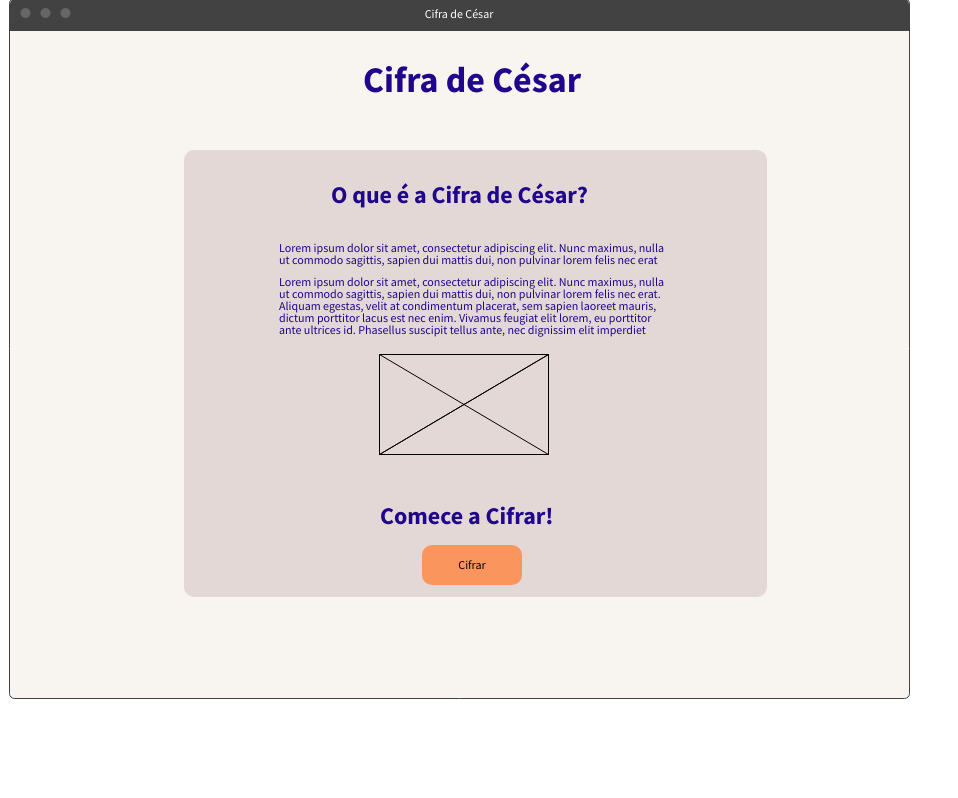 Cifra de César
Cifra de César
O que é a Cifra de César?
Lorem ipsum dolor sit amet, consectetur adipiscing elit. Nunc maximus, nulla
ut commodo sagittis, sapien dui mattis dui, non pulvinar lorem felis nec erat
Lorem ipsum dolor sit amet, consectetur adipiscing elit. Nunc maximus, nulla
ut commodo sagittis, sapien dui mattis dui, non pulvinar lorem felis nec erat.
Aliquam egestas, velit at condimentum placerat, sem sapien laoreet mauris,
dictum porttitor lacus est nec enim. Vivamus feugiat elit lorem, eu porttitor
ante ultrices id. Phasellus suscipit tellus ante, nec dignissim elit imperdiet
Comece a Cifrar!
Cifrar